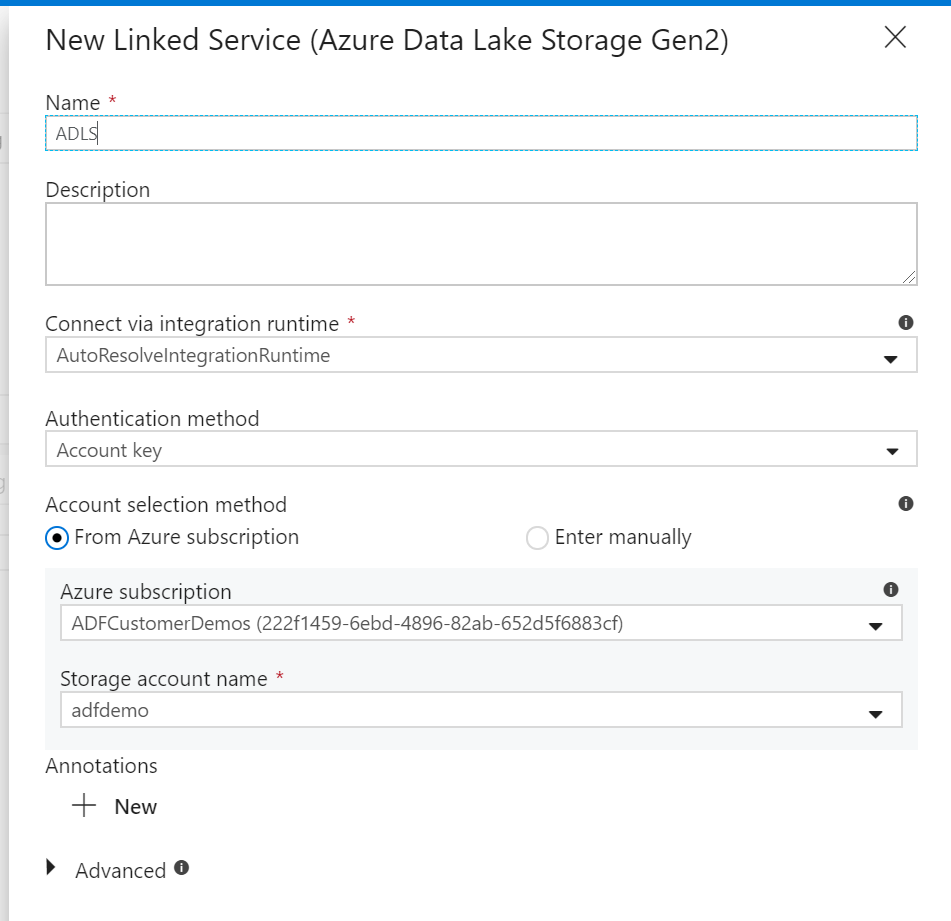 New Linked Service (Azure Data Lake Storage Gen2)
Name *
ADLS
Description
Connect via integration runtime *
AutoResolveIntegrationRuntime
Authentication method
Account key
Account selection method
From Azure subscription Enter manually
Azure subscription
ADFCustomerDemos (222f1459-6ebd-4896-82ab-652d5f6883cf)
Storage account name *
adfdemo
Annotations
New
Advanced